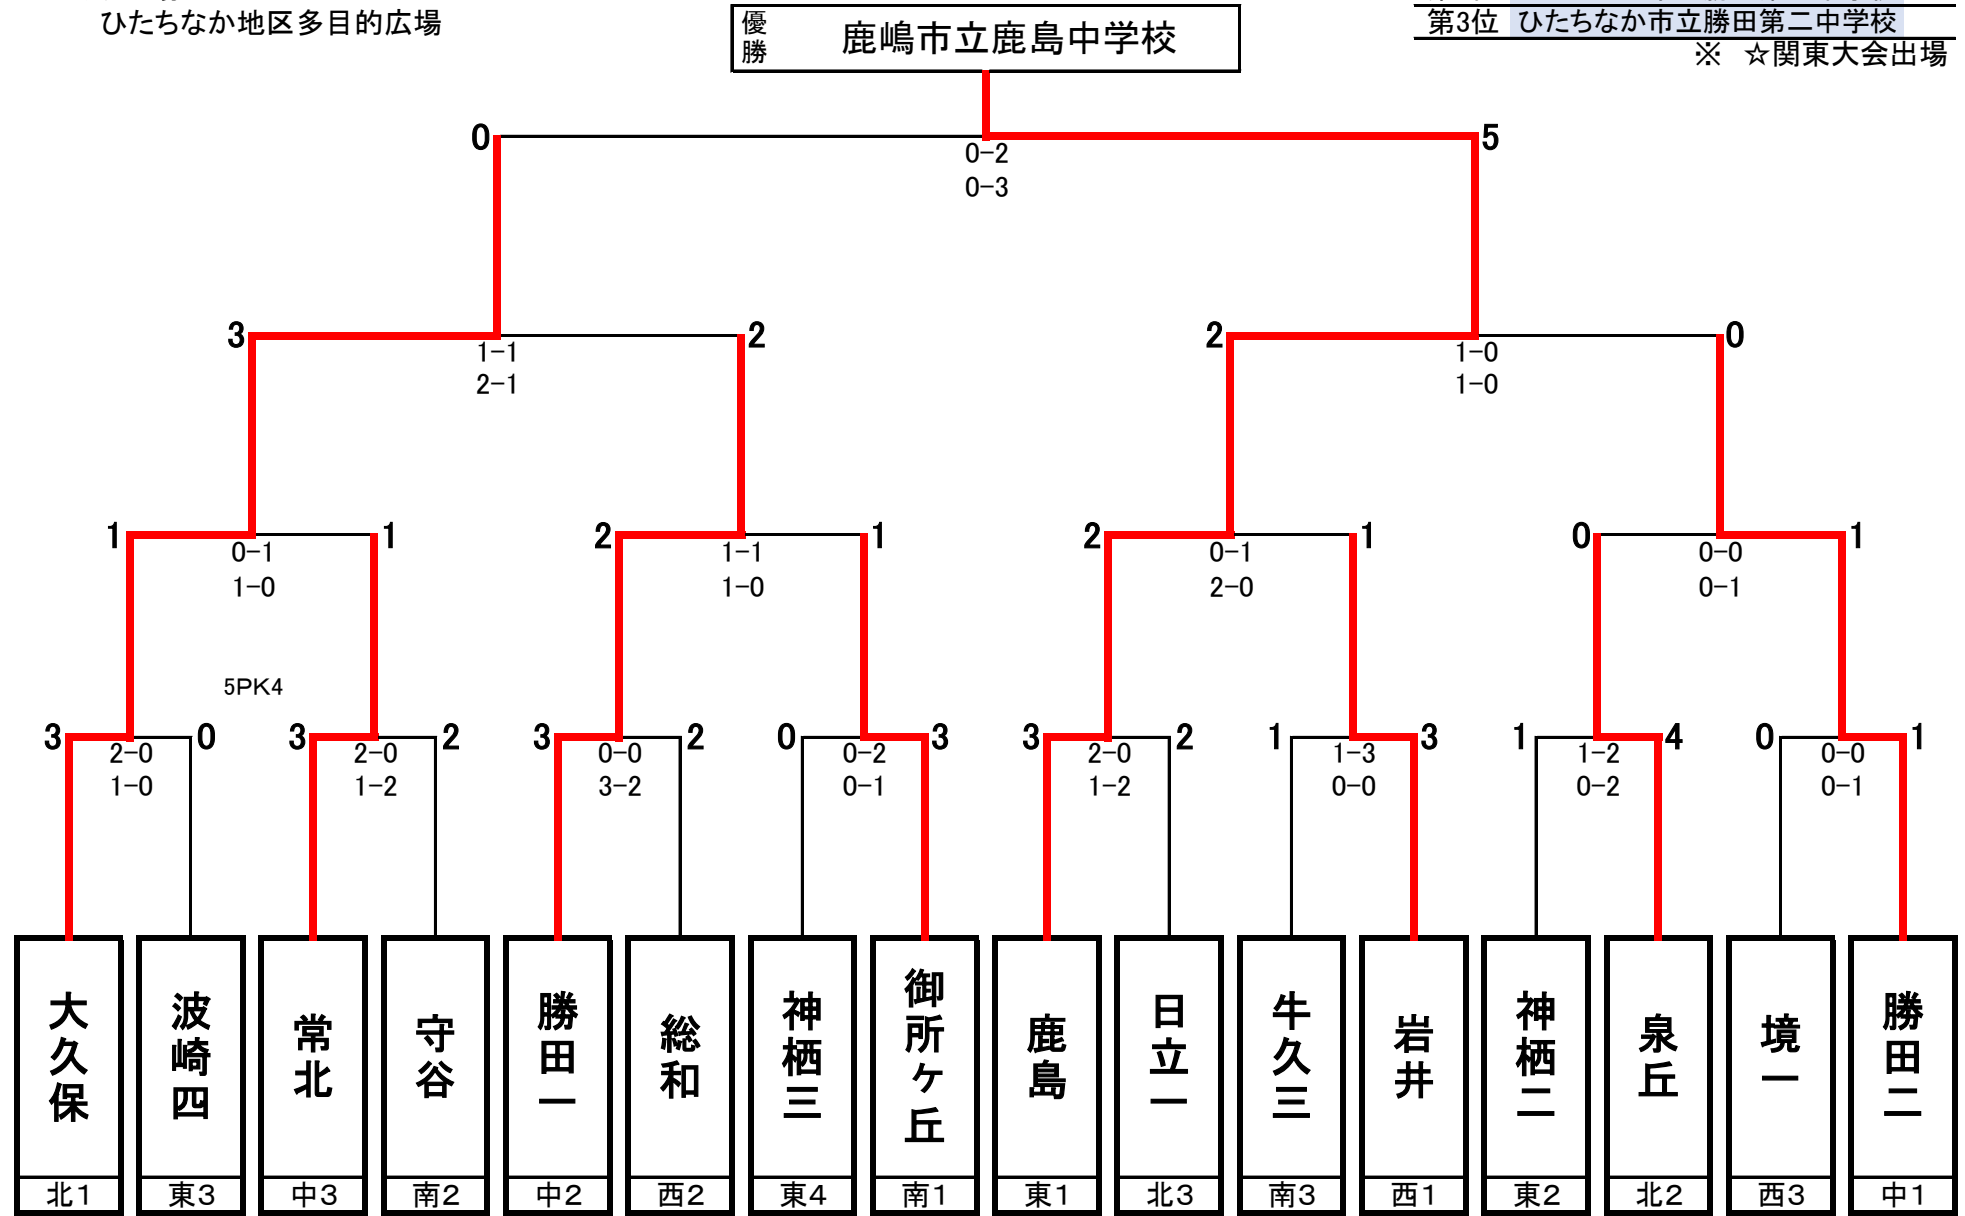 ひたちなか地区多目的広場
優勝 鹿嶋市立鹿島中学校
第3位 ひたちなか市立勝田第二中学校
※ ☆関東大会出場
0 5
0-2
0-3
3 2 2 0
1-1 1-0
2-1 1-0
1 1 2 1 2 1 0 1
0-1 1-1 0-1 0-0
1-0 1-0 2-0 0-1
5PK4
3 0 3 2 3 2 0 3 3 2 1 3 1 4 0 1
2-0 2-0 0-0 0-2 2-0 1-3 1-2 0-0
1-0 1-2 3-2 0-1 1-2 0-0 0-2 0-1
大久保 波崎四 常北 守谷 勝田一 総和 神栖三 御所ケ丘 鹿島 日立一 牛久三 岩井 神栖二 泉丘 境一 勝田二
北1 東3 中3 南2 中2 西2 東4 南1 東1 北3 南3 西1 東2 北2 西3 中1